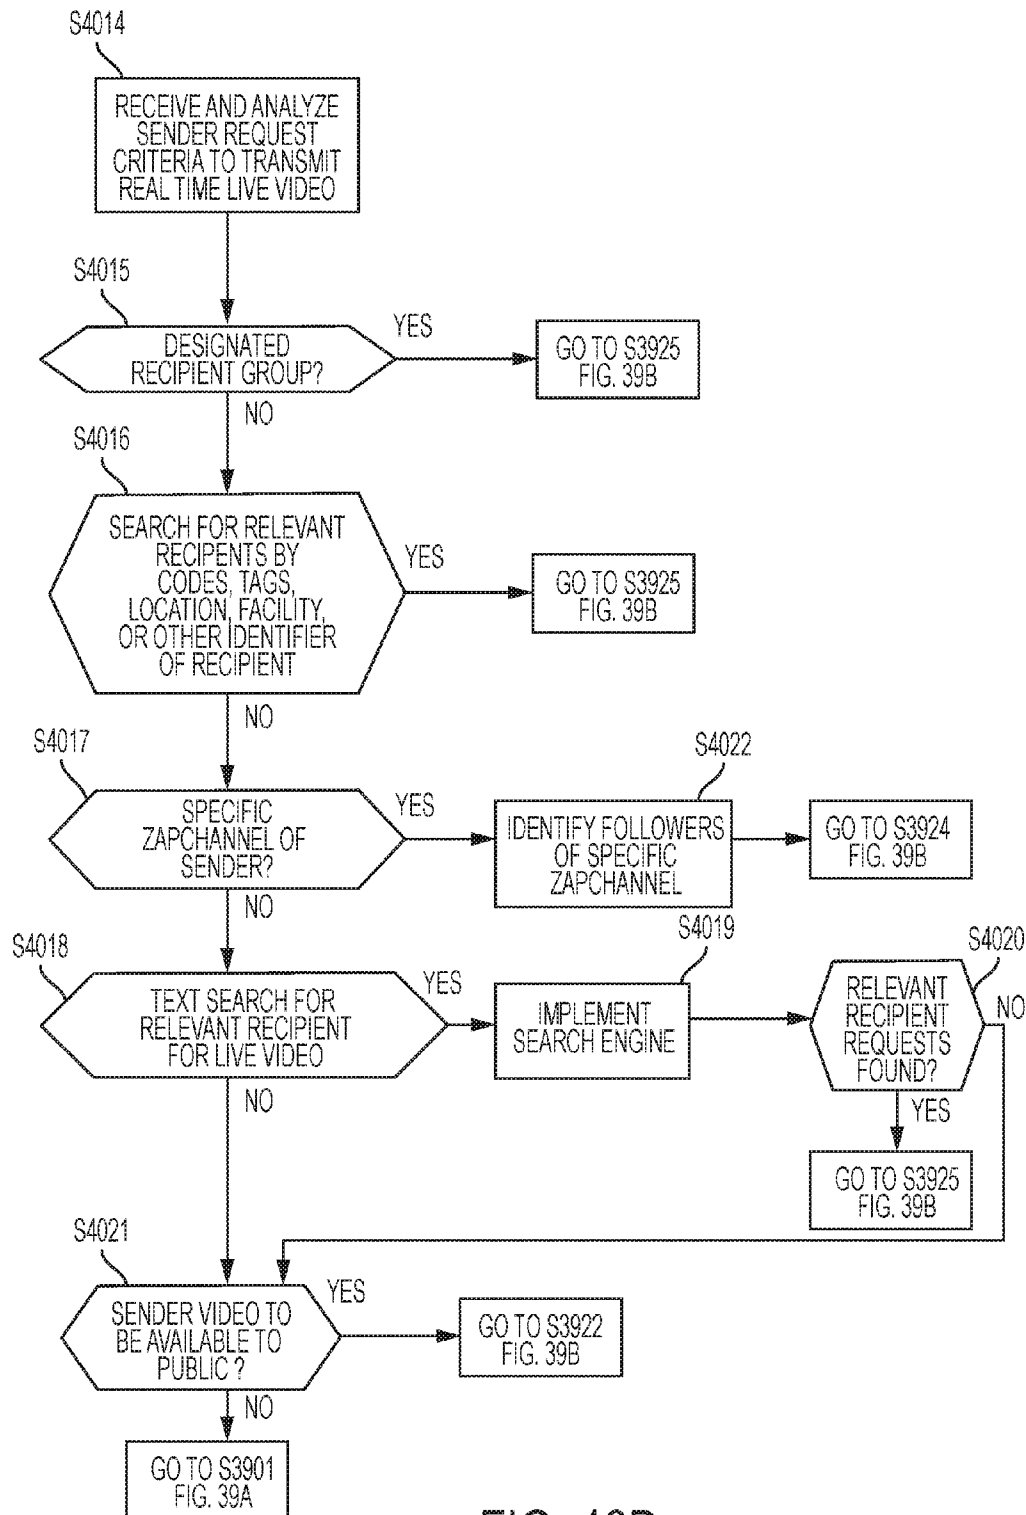 S4014
RECEIVE AND ANALYZE
SENDER REQUEST
CRITERIA TO TRANSMIT
REAL TIME LIVE VIDEO
S4015
DESIGNATED
RECIPIENT GROUP?
YES
GO TO S3925
FIG. 39B
NO
S4016
SEARCH FOR RELEVANT
RECIPENTS BY
CODES, TAGS,
LOCATION, FACILITY,
OR OTHER IDENTIFIER
OF RECIPIENT
YES
GO TO S3925
FIG. 39B
NO
S4017
SPECIFIC
ZAPCHANNEL OF
SENDER?
YES
S4022
IDENTIFY FOLLOWERS
OF SPECIFIC
ZAPCHANNEL
GO TO S3924
FIG. 39B
NO
S4018
TEXT SEARCH FOR
RELEVANT RECIPIENT
FOR LIVE VIDEO
YES
S4019
IMPLEMENT
SEARCH ENGINE
S4020
RELEVANT
RECIPIENT
REQUESTS
FOUND?
NO
YES
GO TO S3925
FIG. 39B
NO
S4021
SENDER VIDEO TO
BE AVAILABLE TO
PUBLIC ?
YES
GO TO S3922
FIG. 39B
NO
GO TO S3901
FIG. 39A